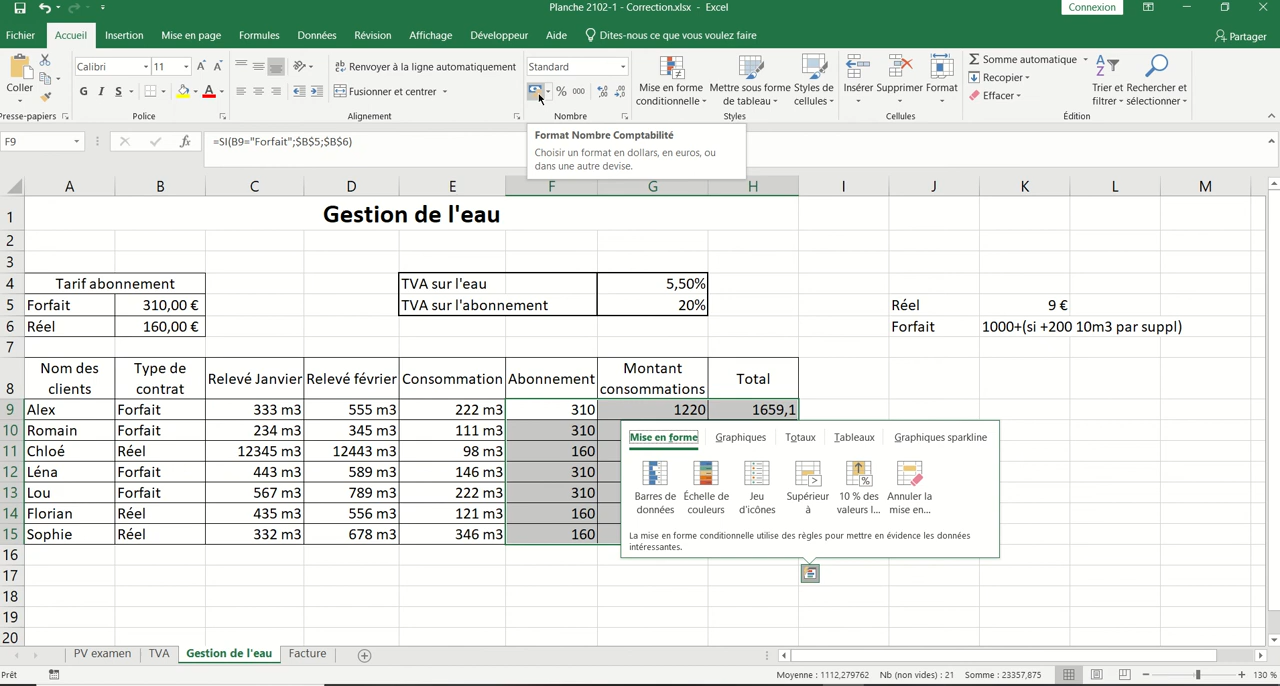 Planche 2102-1 - Correction.xlsx - Excel
Connexion
Fichier Accueil Insertion Mise en page Formules Données Révision Affichage Développeur Aide Dites-nous ce que vous voulez faire
Partager
Coller
Calibri 11
G I S
Renvoyer à la ligne automatiquement
Fusionner et centrer
Standard
% 000
Mise en forme conditionnelle
Mettre sous forme de tableau
Styles de cellules
Insérer Supprimer Format
Somme automatique
Recopier
Effacer
Trier et filtrer
Rechercher et sélectionner
Presse-papiers Police Alignement Nombre Styles Cellules Édition
F9
fx =SI(B9="Forfait";$B$5;$B$6)
Format Nombre Comptabilité
Choisir un format en dollars, en euros, ou
dans une autre devise.
A B C D E F G H I J K L M
1 Gestion de l'eau
2
3
4 Tarif abonnement TVA sur l'eau 5,50%
5 Forfait 310,00 € TVA sur l'abonnement 20% Réel 9 €
6 Réel 160,00 € Forfait 1000+(si +200 10m3 par suppl)
7
8 Nom des clients Type de contrat Relevé Janvier Relevé février Consommation Abonnement Montant consommations Total
9 Alex Forfait 333 m3 555 m3 222 m3 310 1220 1659,1
10 Romain Forfait 234 m3 345 m3 111 m3 310
11 Chloé Réel 12345 m3 12443 m3 98 m3 160
12 Léna Forfait 443 m3 589 m3 146 m3 310
13 Lou Forfait 567 m3 789 m3 222 m3 310
14 Florian Réel 435 m3 556 m3 121 m3 160
15 Sophie Réel 332 m3 678 m3 346 m3 160
16
17
18
19
20
Mise en forme Graphiques Totaux Tableaux Graphiques sparkline
Barres de données
Échelle de couleurs
Jeu d'icônes
Supérieur à
10 % des valeurs l...
Annuler la mise en...
La mise en forme conditionnelle utilise des règles pour mettre en évidence les données
intéressantes.
PV examen TVA Gestion de l'eau Facture
Prêt
Moyenne : 1112,279762 Nb (non vides) : 21 Somme : 23357,875
130 %